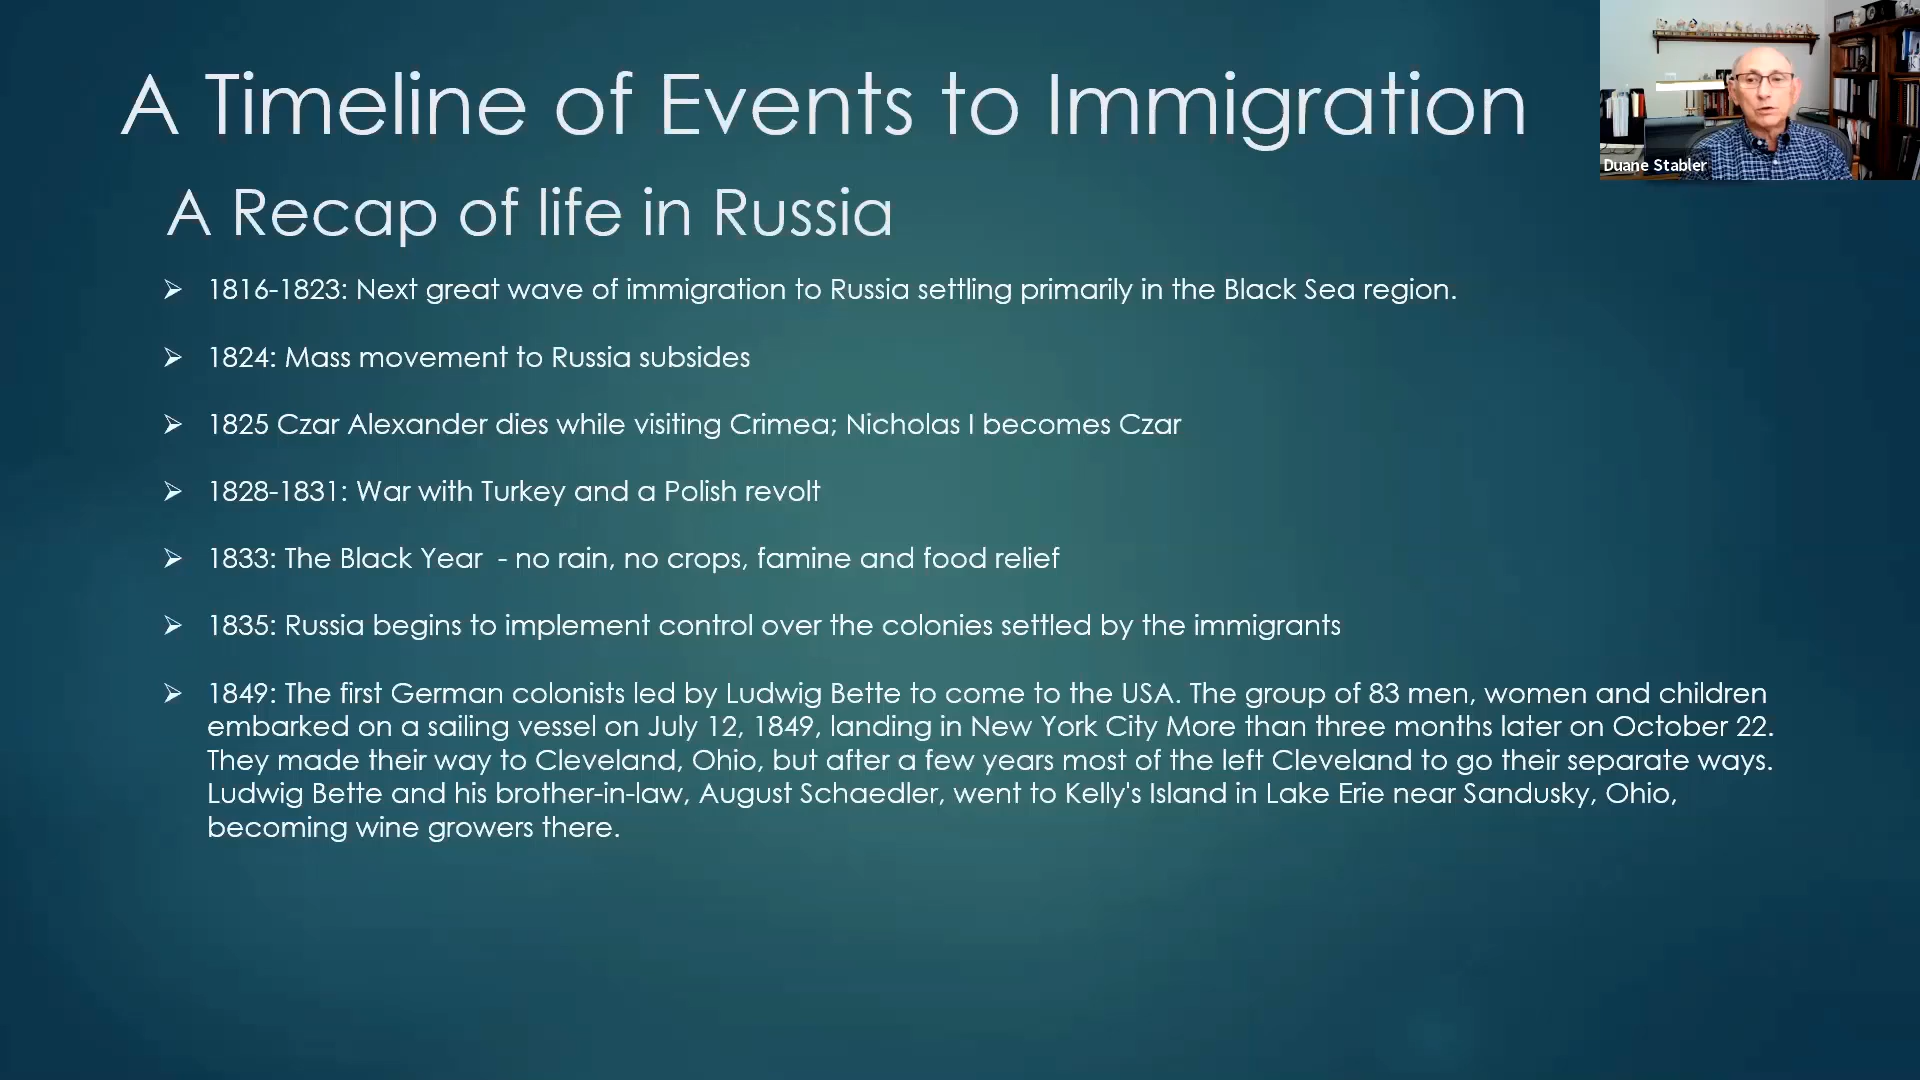 A Timeline of Events to Immigration
Duane Stabler
A Recap of life in Russia
➢ 1816-1823: Next great wave of immigration to Russia settling primarily in the Black Sea region.
➢ 1824: Mass movement to Russia subsides
➢ 1825 Czar Alexander dies while visiting Crimea; Nicholas I becomes Czar
➢ 1828-1831: War with Turkey and a Polish revolt
➢ 1833: The Black Year  - no rain, no crops, famine and food relief
➢ 1835: Russia begins to implement control over the colonies settled by the immigrants
➢ 1849: The first German colonists led by Ludwig Bette to come to the USA. The group of 83 men, women and children
embarked on a sailing vessel on July 12, 1849, landing in New York City More than three months later on October 22.
They made their way to Cleveland, Ohio, but after a few years most of the left Cleveland to go their separate ways.
Ludwig Bette and his brother-in-law, August Schaedler, went to Kelly's Island in Lake Erie near Sandusky, Ohio,
becoming wine growers there.